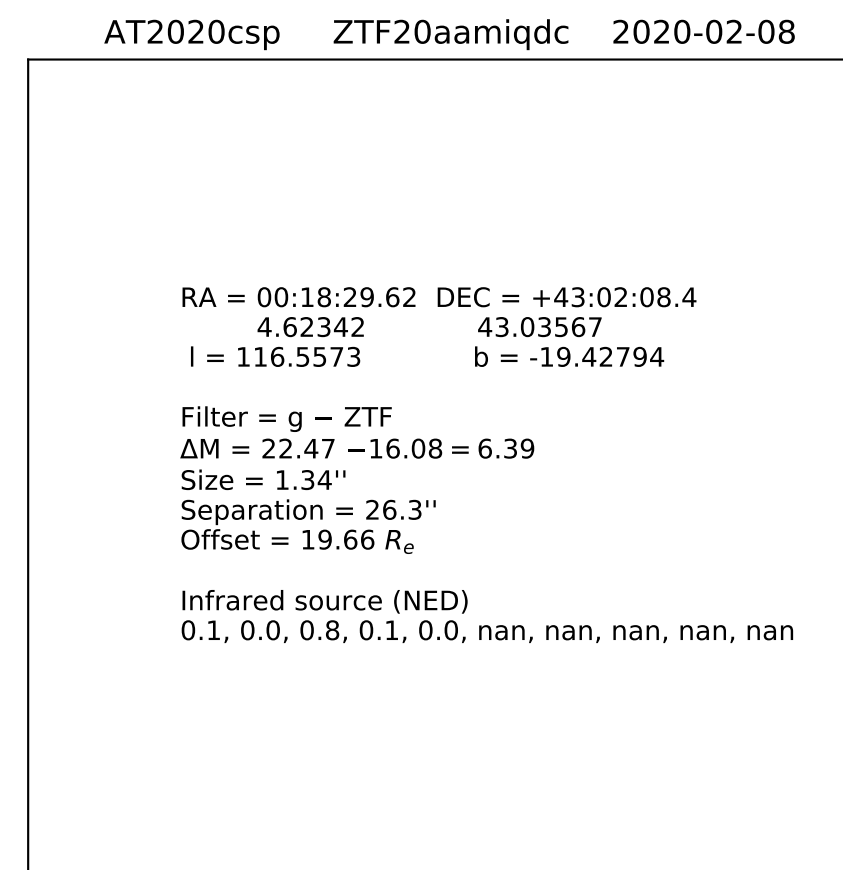 AT2020csp ZTF20aamiqdc 2020-02-08
RA = 00:18:29.62 DEC = +43:02:08.4
4.62342 43.03567
l = 116.5573 b = -19.42794
Filter = g − ZTF
ΔM = 22.47 −16.08 = 6.39
Size = 1.34''
Separation = 26.3''
Offset = 19.66 Re
Infrared source (NED)
0.1, 0.0, 0.8, 0.1, 0.0, nan, nan, nan, nan, nan